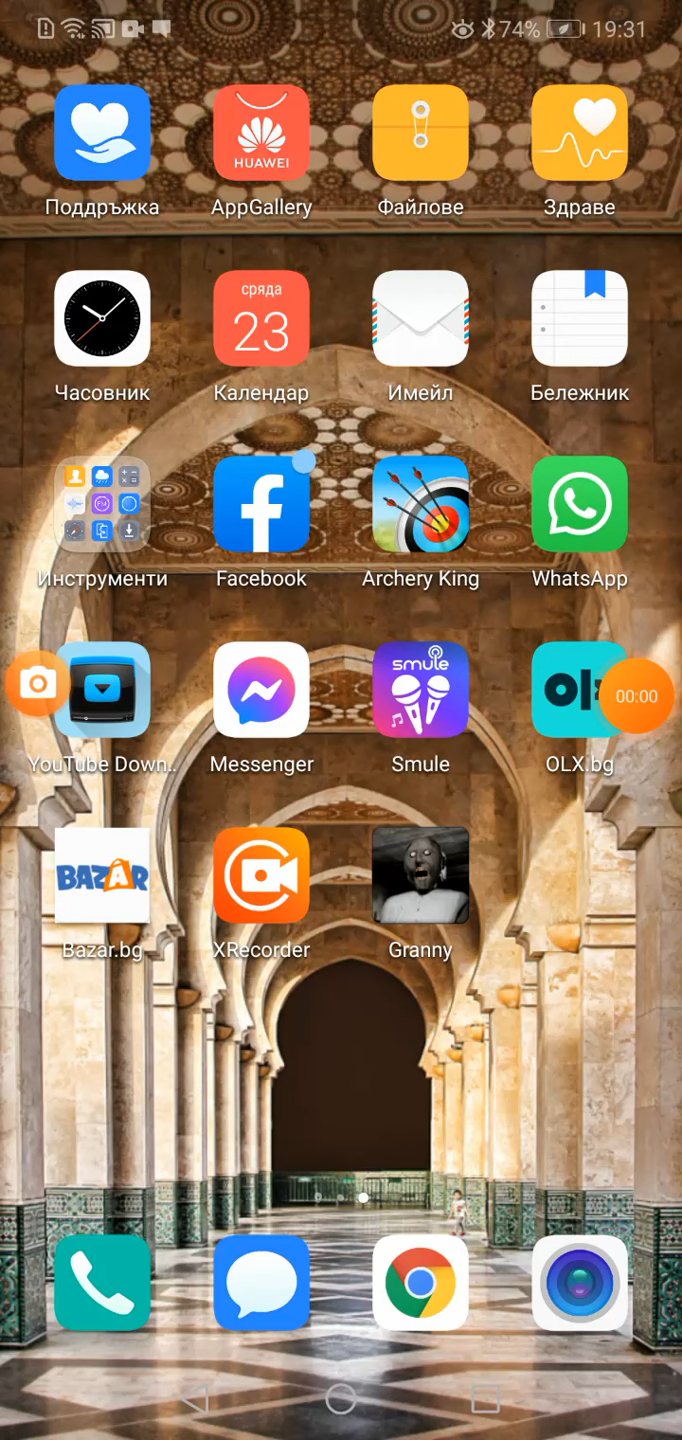 74% 19:31
HUAWEI
Поддръжка AppGallery Файлове Здраве
сряда
23
Часовник Календар Имейл Бележник
FM
Инструменти Facebook Archery King WhatsApp
smule
00:00
YouTube Down.. Messenger Smule OLX.bg
BAZAR
Bazar.bg XRecorder Granny